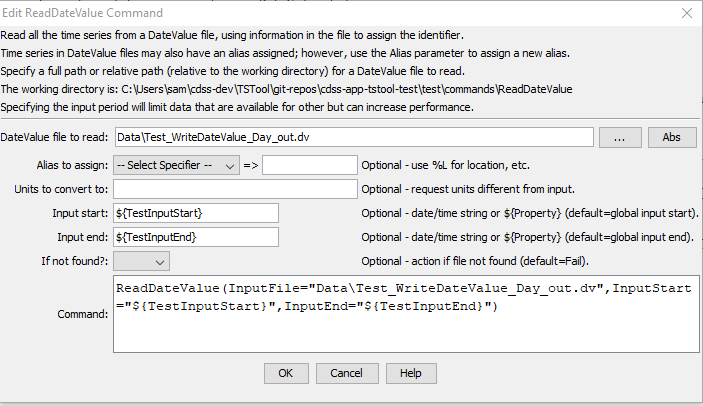 Edit ReadDateValue Command
Read all the time series from a DateValue file, using information in the file to assign the identifier.
Time series in DateValue files may also have an alias assigned; however, use the Alias parameter to assign a new alias.
Specify a full path or relative path (relative to the working directory) for a DateValue file to read.
The working directory is: C:\Users\sam\cdss-dev\TSTool\git-repos\cdss-app-tstool-test\test\commands\ReadDateValue
Specifying the input period will limit data that are available for other but can increase performance.
DateValue file to read: Data\Test_WriteDateValue_Day_out.dv ... Abs
Alias to assign: -- Select Specifier -- => Optional - use %L for location, etc.
Units to convert to: Optional - request units different from input.
Input start: ${TestInputStart} Optional - date/time string or ${Property} (default=global input start).
Input end: ${TestInputEnd} Optional - date/time string or ${Property} (default=global input end).
If not found?: Optional - action if file not found (default=Fail).
Command: ReadDateValue(InputFile="Data\Test_WriteDateValue_Day_out.dv",InputStart
="${TestInputStart}",InputEnd="${TestInputEnd}")
OK Cancel Help